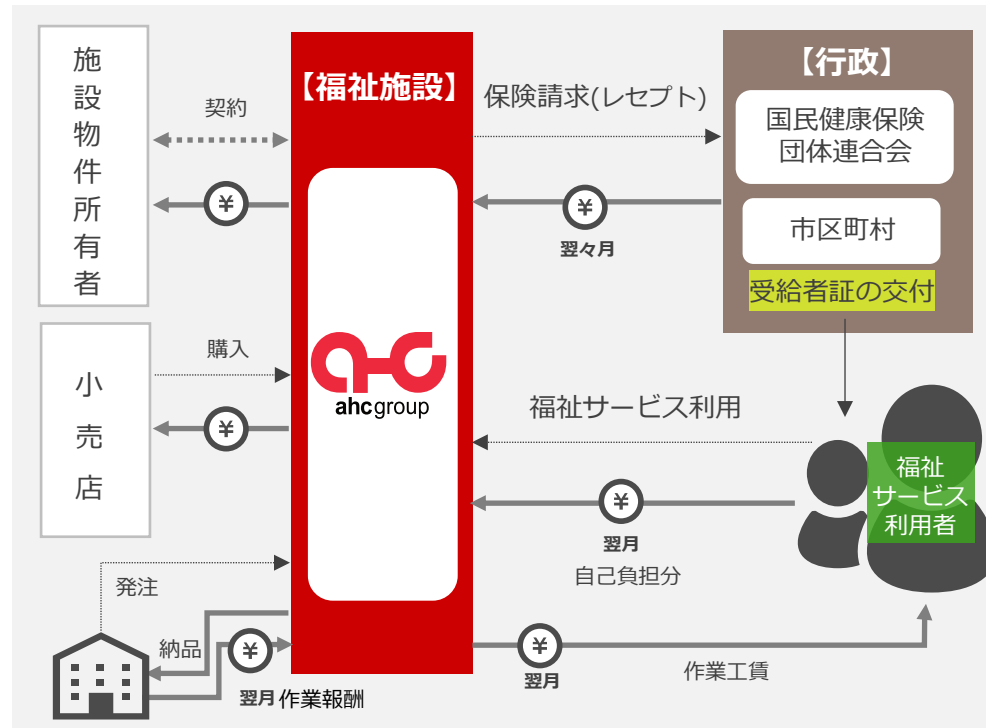 施設物件所有者
契約
¥
【福祉施設】
保険請求(レセプト)
¥
翌々月
【行政】
国民健康保険
団体連合会
市区町村
受給者証の交付
小売店
購入
¥
ahcgroup
福祉サービス利用
¥
翌月
自己負担分
福祉
サービス
利用者
発注
納品
¥
翌月 作業報酬
¥
翌月
作業工賃